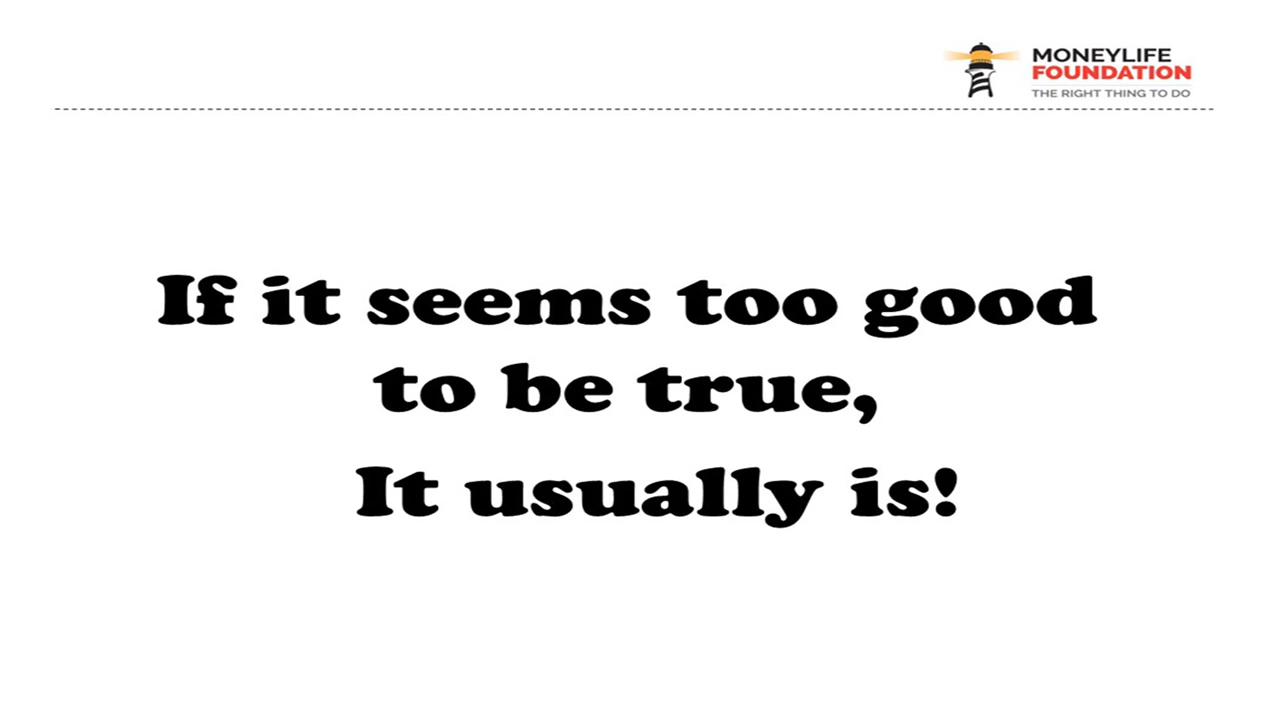 MONEYLIFE
FOUNDATION
THE RIGHT THING TO DO
If it seems too good
to be true,
It usually is!